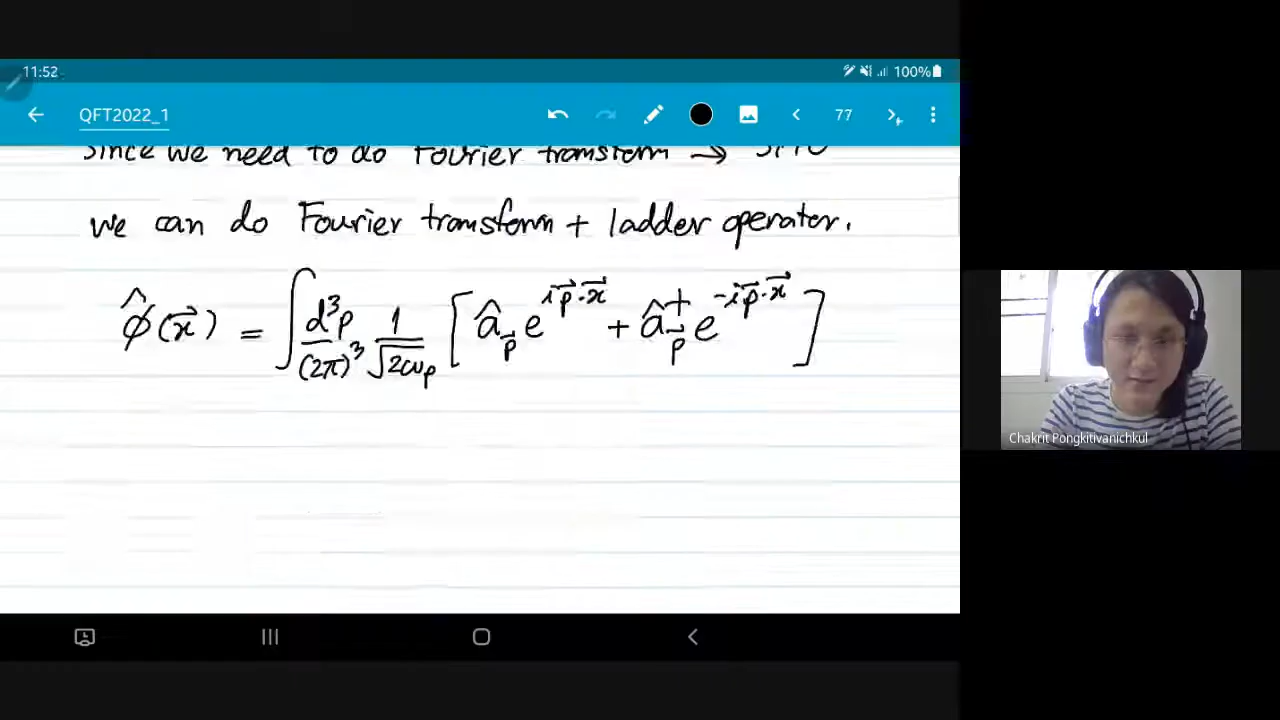 11:52
100%
QFT2022_1
77
Since we need to do Fourier transform → SHO
we can do Fourier transform + ladder operator.
φ̂(x⃗) = ∫ d³p/(2π)³ 1/√2ω_p [ â_p⃗ e^{ip⃗·x⃗} + â†_p⃗ e^{-ip⃗·x⃗} ]
Chakrit Pongkitivanichkul